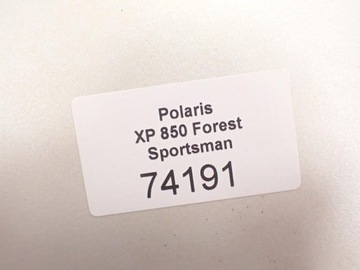 Polaris
XP 850 Forest
Sportsman
74191